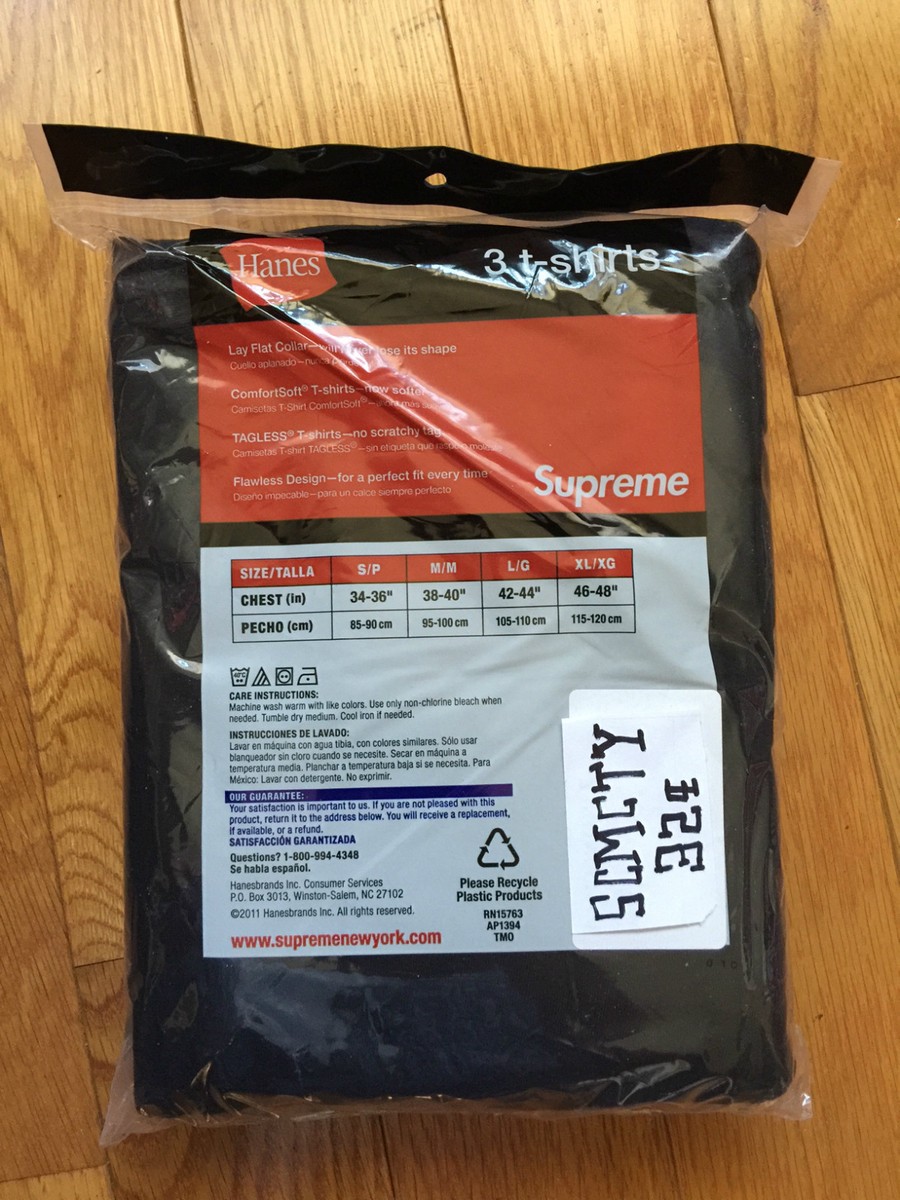 Hanes
3 t-shirts
Lay Flat Collar— lose its shape
Cuello aplanado—nunca
ComfortSoft® T-shirts—now softer
Camisetas T-Shirt ComfortSoft®— más
TAGLESS® T-shirts—no scratchy tag
Camisetas T-shirt TAGLESS®—sin etiqueta que
Flawless Design—for a perfect fit every time
Diseño impecable—para un calce siempre perfecto
Supreme
SIZE/TALLA S/P M/M L/G XL/XG
CHEST (in) 34-36" 38-40" 42-44" 46-48"
PECHO (cm) 85-90 cm 95-100 cm 105-110 cm 115-120 cm
40°C
CARE INSTRUCTIONS:
Machine wash warm with like colors. Use only non-chlorine bleach when
needed. Tumble dry medium. Cool iron if needed.
INSTRUCCIONES DE LAVADO:
Lavar en máquina con agua tibia, con colores similares. Sólo usar
blanqueador sin cloro cuando se necesite. Secar en máquina a
temperatura media. Planchar a temperatura baja si se necesita. Para
México: Lavar con detergente. No exprimir.
OUR GUARANTEE:
Your satisfaction is important to us. If you are not pleased with this
product, return it to the address below. You will receive a replacement,
if available, or a refund.
SATISFACCIÓN GARANTIZADA
Questions? 1-800-994-4348
Se habla español.
Hanesbrands Inc. Consumer Services
P.O. Box 3013, Winston-Salem, NC 27102
©2011 Hanesbrands Inc. All rights reserved.
www.supremenewyork.com
Please Recycle
Plastic Products
RN15763
AP1394
TMO